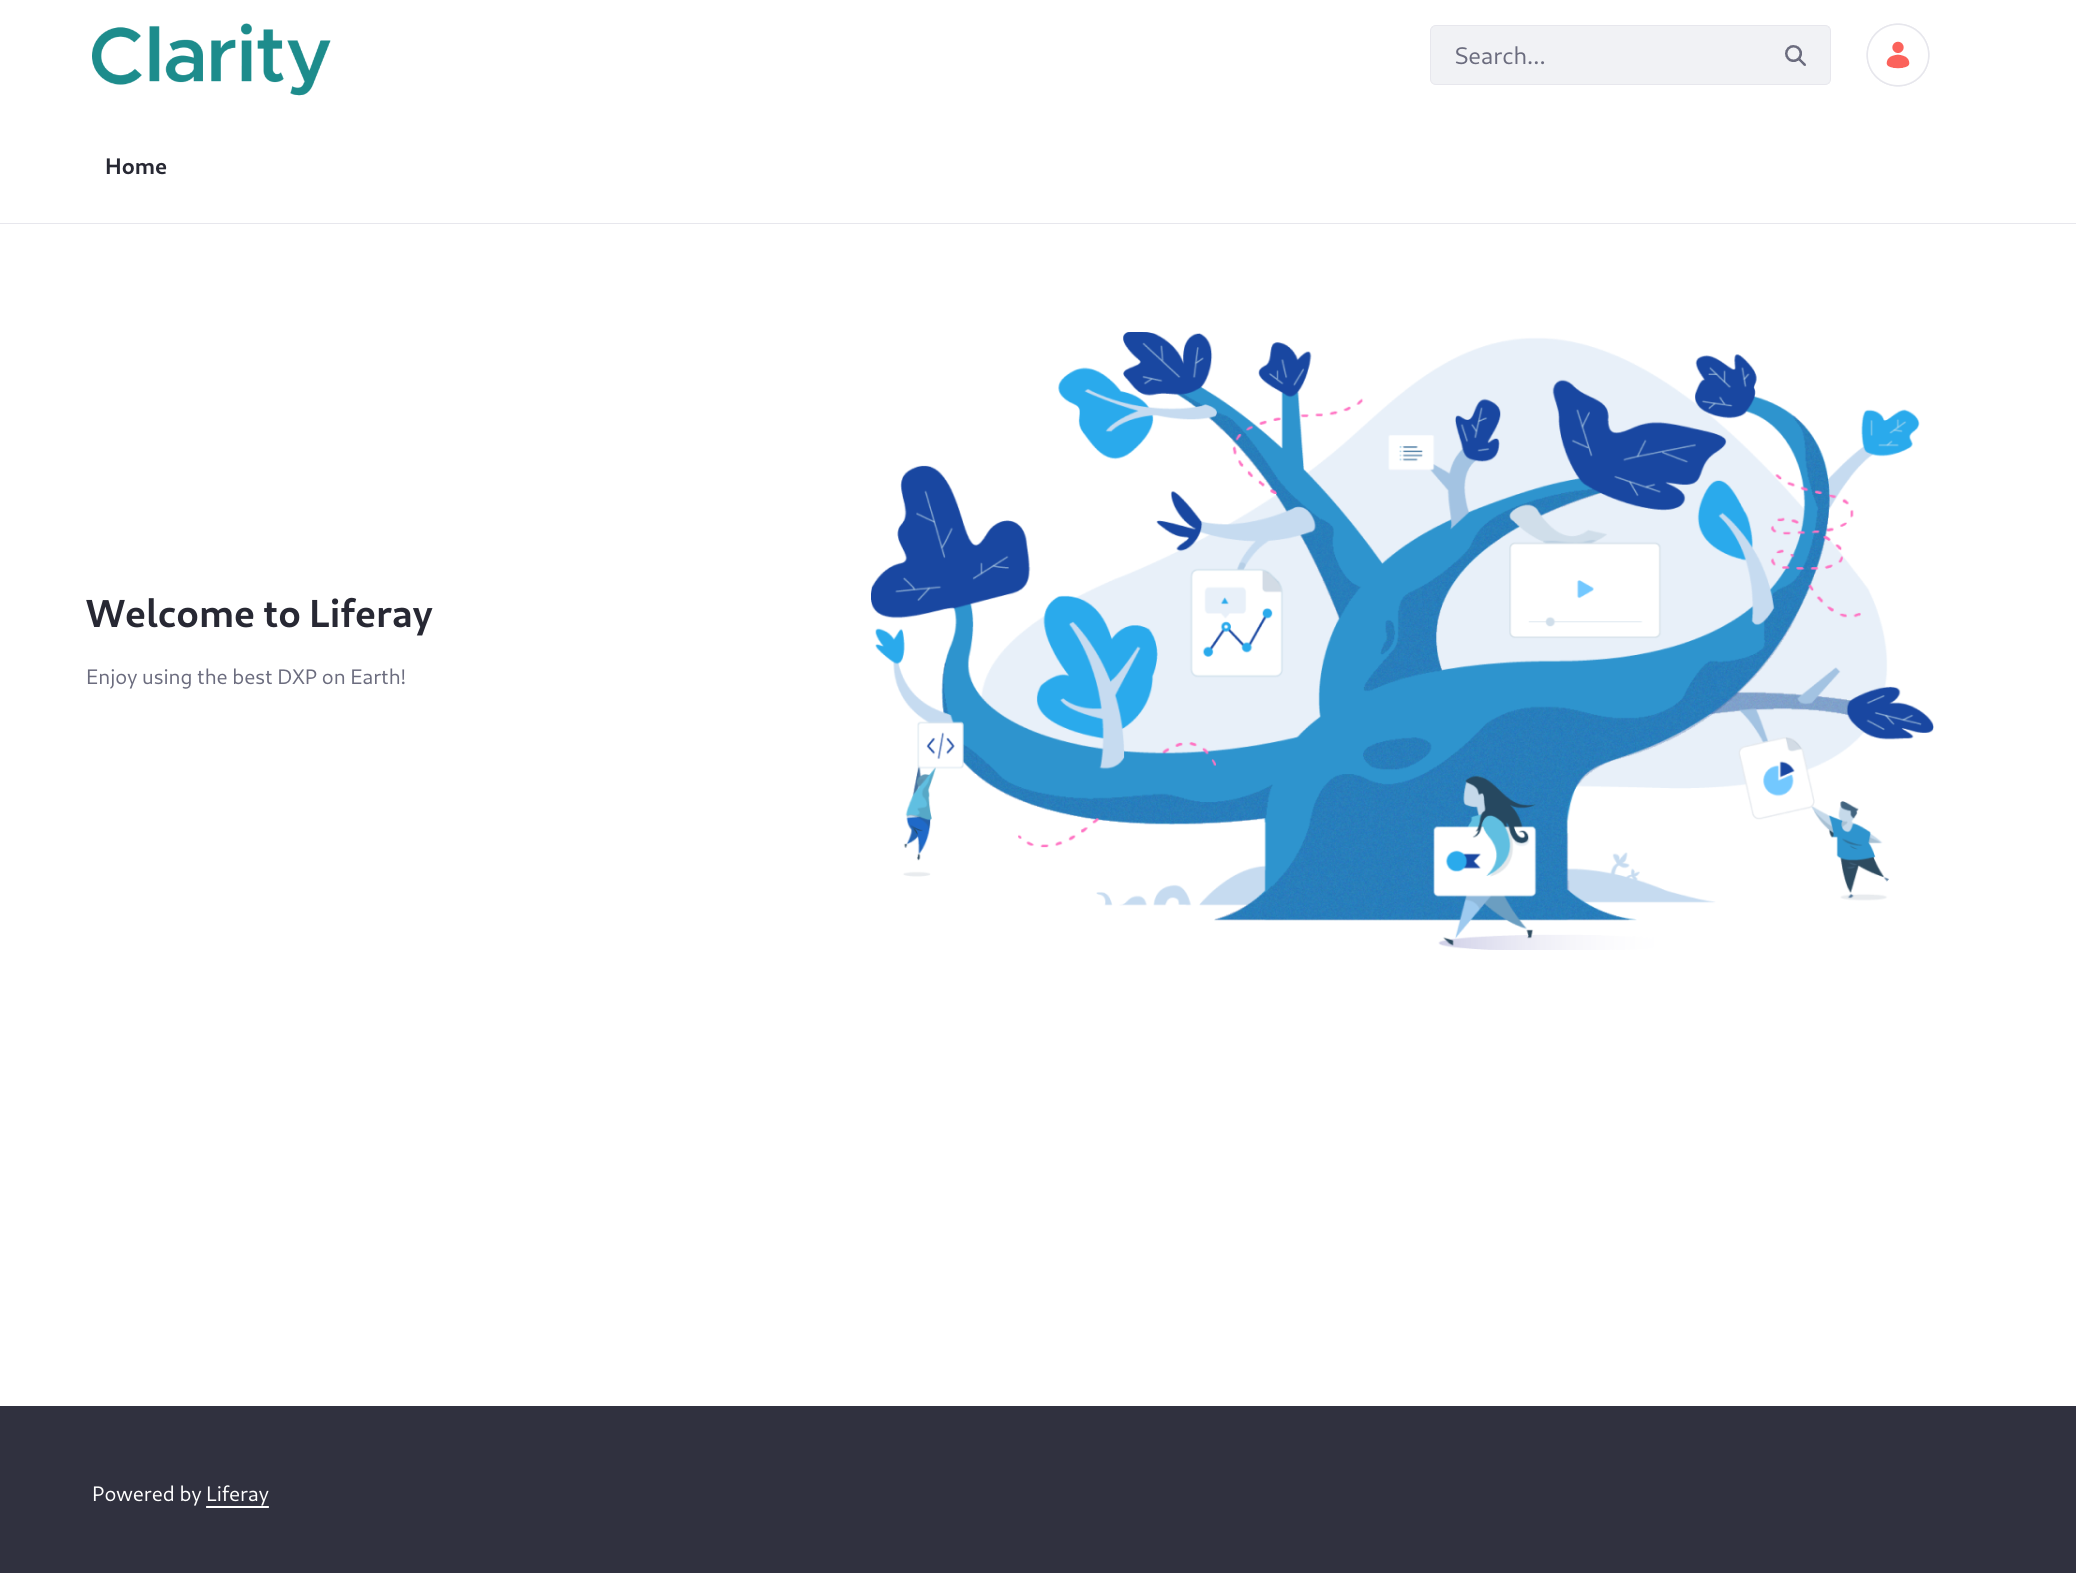 Clarity
Search...
Home
Welcome to Liferay
Enjoy using the best DXP on Earth!
</>
Powered by Liferay